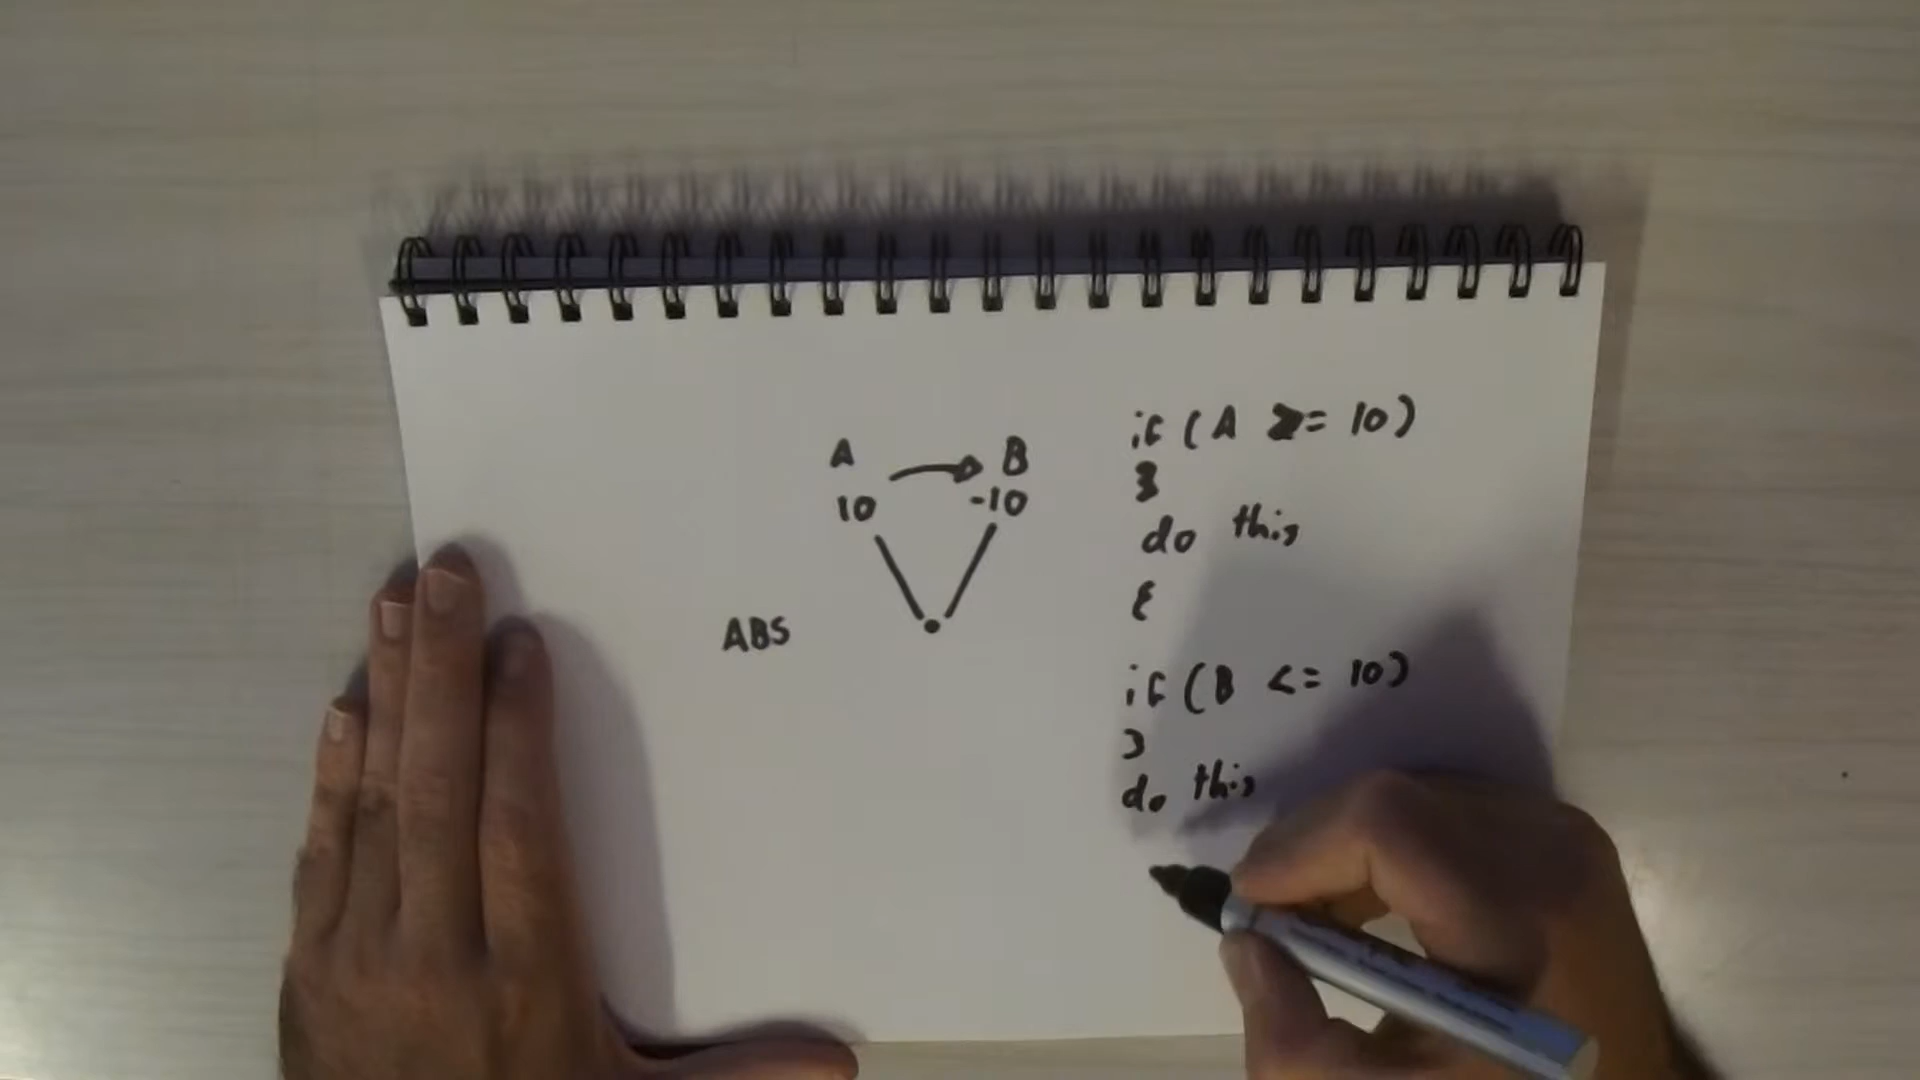 A B
10 -10
ABS
if (A >= 10)
}
do this
{
if (B <= 10)
}
do this